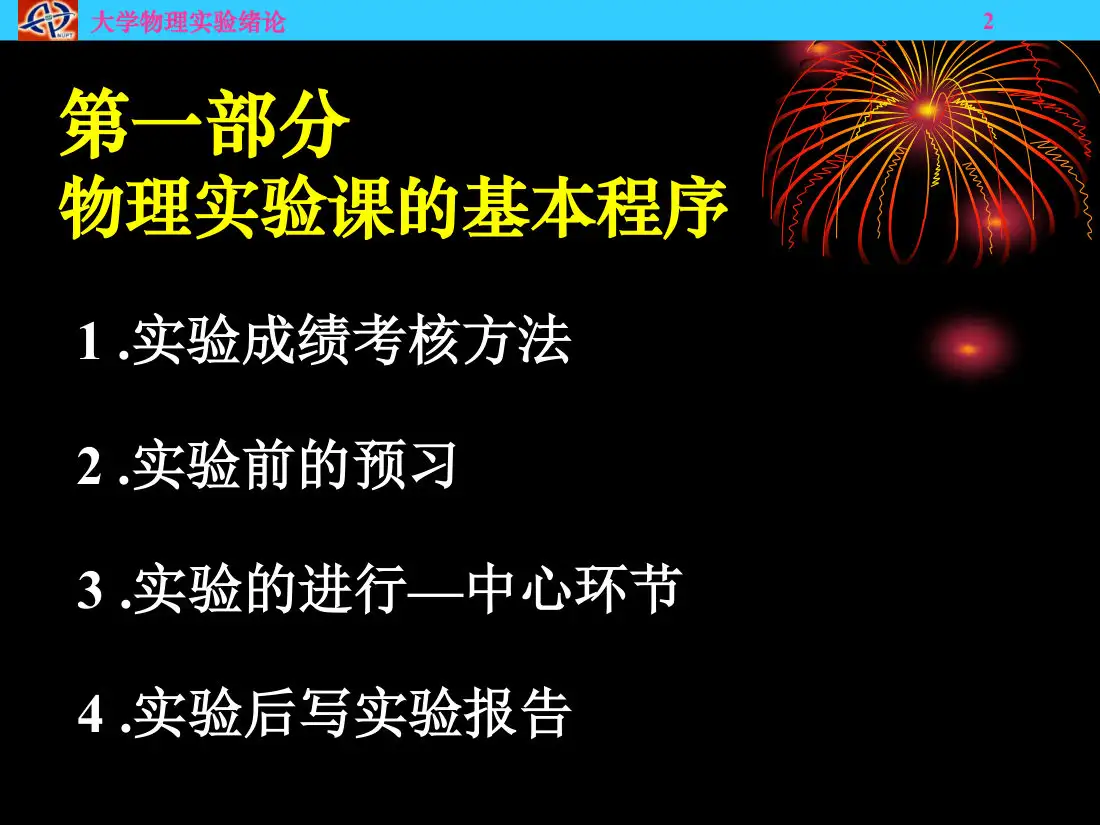 NUPT
大学物理实验绪论 2
第一部分
物理实验课的基本程序
1 .实验成绩考核方法
2 .实验前的预习
3 .实验的进行—中心环节
4 .实验后写实验报告